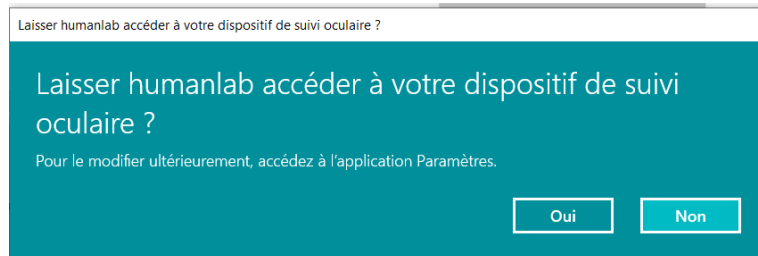 Laisser humanlab accéder à votre dispositif de suivi oculaire ?
Laisser humanlab accéder à votre dispositif de suivi
oculaire ?
Pour le modifier ultérieurement, accédez à l’application Paramètres.
Oui Non